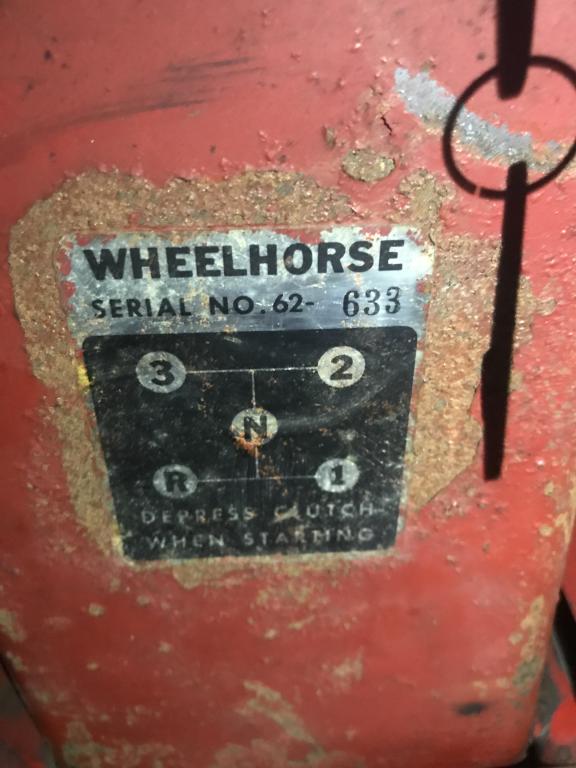 WHEELHORSE
SERIAL NO. 62- 633
3 2
N
R 1
DEPRESS CLUTCH
WHEN STARTING